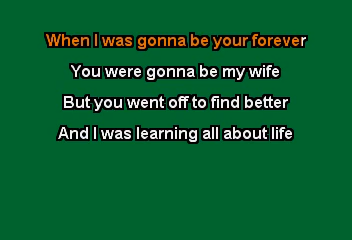 When I was gonna be your forever
You were gonna be my wife
But you went off to find better
And I was learning all about life